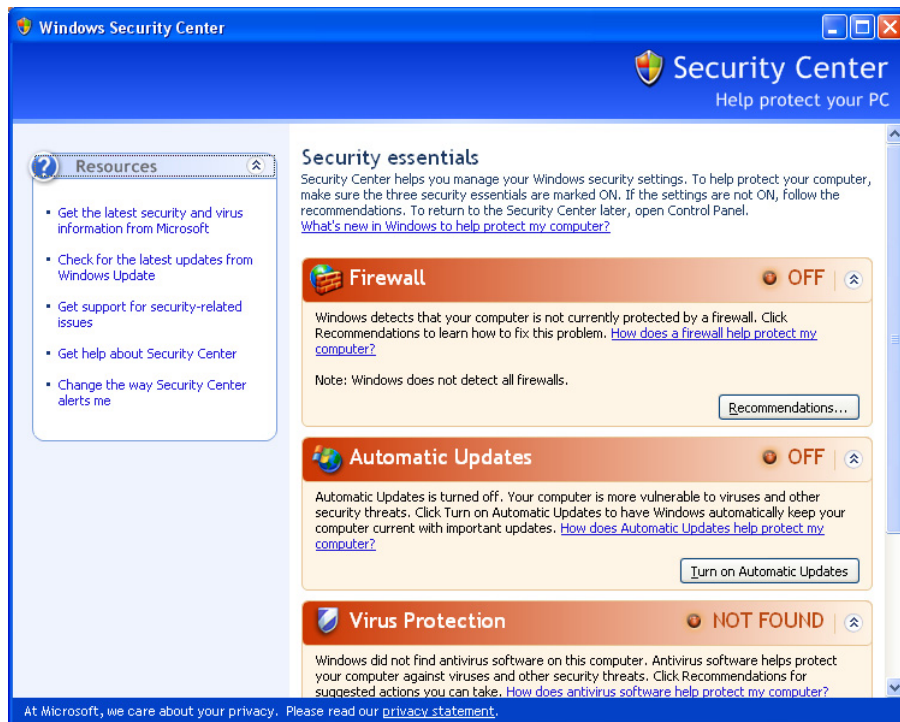 Windows Security Center
Security Center
Help protect your PC
Resources
Get the latest security and virus
information from Microsoft
Check for the latest updates from
Windows Update
Get support for security-related
issues
Get help about Security Center
Change the way Security Center
alerts me
Security essentials
Security Center helps you manage your Windows security settings. To help protect your computer,
make sure the three security essentials are marked ON. If the settings are not ON, follow the
recommendations. To return to the Security Center later, open Control Panel.
What's new in Windows to help protect my computer?
Firewall OFF
Windows detects that your computer is not currently protected by a firewall. Click
Recommendations to learn how to fix this problem. How does a firewall help protect my
computer?
Note: Windows does not detect all firewalls.
Recommendations...
Automatic Updates OFF
Automatic Updates is turned off. Your computer is more vulnerable to viruses and other
security threats. Click Turn on Automatic Updates to have Windows automatically keep your
computer current with important updates. How does Automatic Updates help protect my
computer?
Turn on Automatic Updates
Virus Protection NOT FOUND
Windows did not find antivirus software on this computer. Antivirus software helps protect
your computer against viruses and other security threats. Click Recommendations for
suggested actions you can take. How does antivirus software help protect my computer?
At Microsoft, we care about your privacy. Please read our privacy statement.